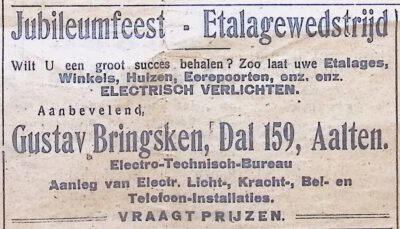 Jubileumfeest - Etalagewedstrijd
Wilt U een groot succes behalen? Zoo laat uwe Etalages,
Winkels, Huizen, Eerepoorten, enz. enz.
ELECTRISCH VERLICHTEN.
Aanbevelend,
Gustav Bringsken, Dal 159, Aalten.
Electro-Technisch-Bureau
Aanleg van Electr. Licht-, Kracht-, Bel- en
Telefoon-Installaties.
VRAAGT PRIJZEN.